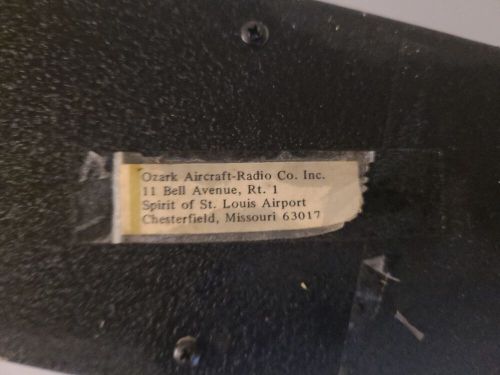 Ozark Aircraft-Radio Co. Inc.
11 Bell Avenue, Rt. 1
Spirit of St. Louis Airport
Chesterfield, Missouri 63017